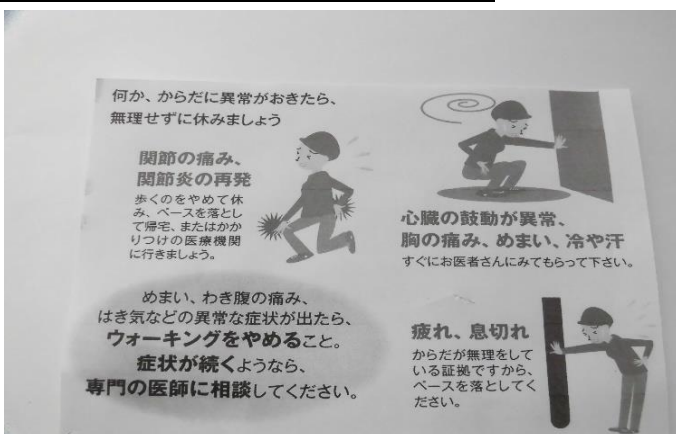 何か、からだに異常がおきたら、
無理せずに休みましょう
関節の痛み、
関節炎の再発
歩くのをやめて休
み、ペースを落とし
て帰宅、またはかか
りつけの医療機関
に行きましょう。
心臓の鼓動が異常、
胸の痛み、めまい、冷や汗
すぐにお医者さんにみてもらって下さい。
めまい、わき腹の痛み、
はき気などの異常な症状が出たら、
ウォーキングをやめること。
症状が続くようなら、
専門の医師に相談してください。
疲れ、息切れ
からだが無理をして
いる証拠ですから、
ペースを落としてく
ださい。